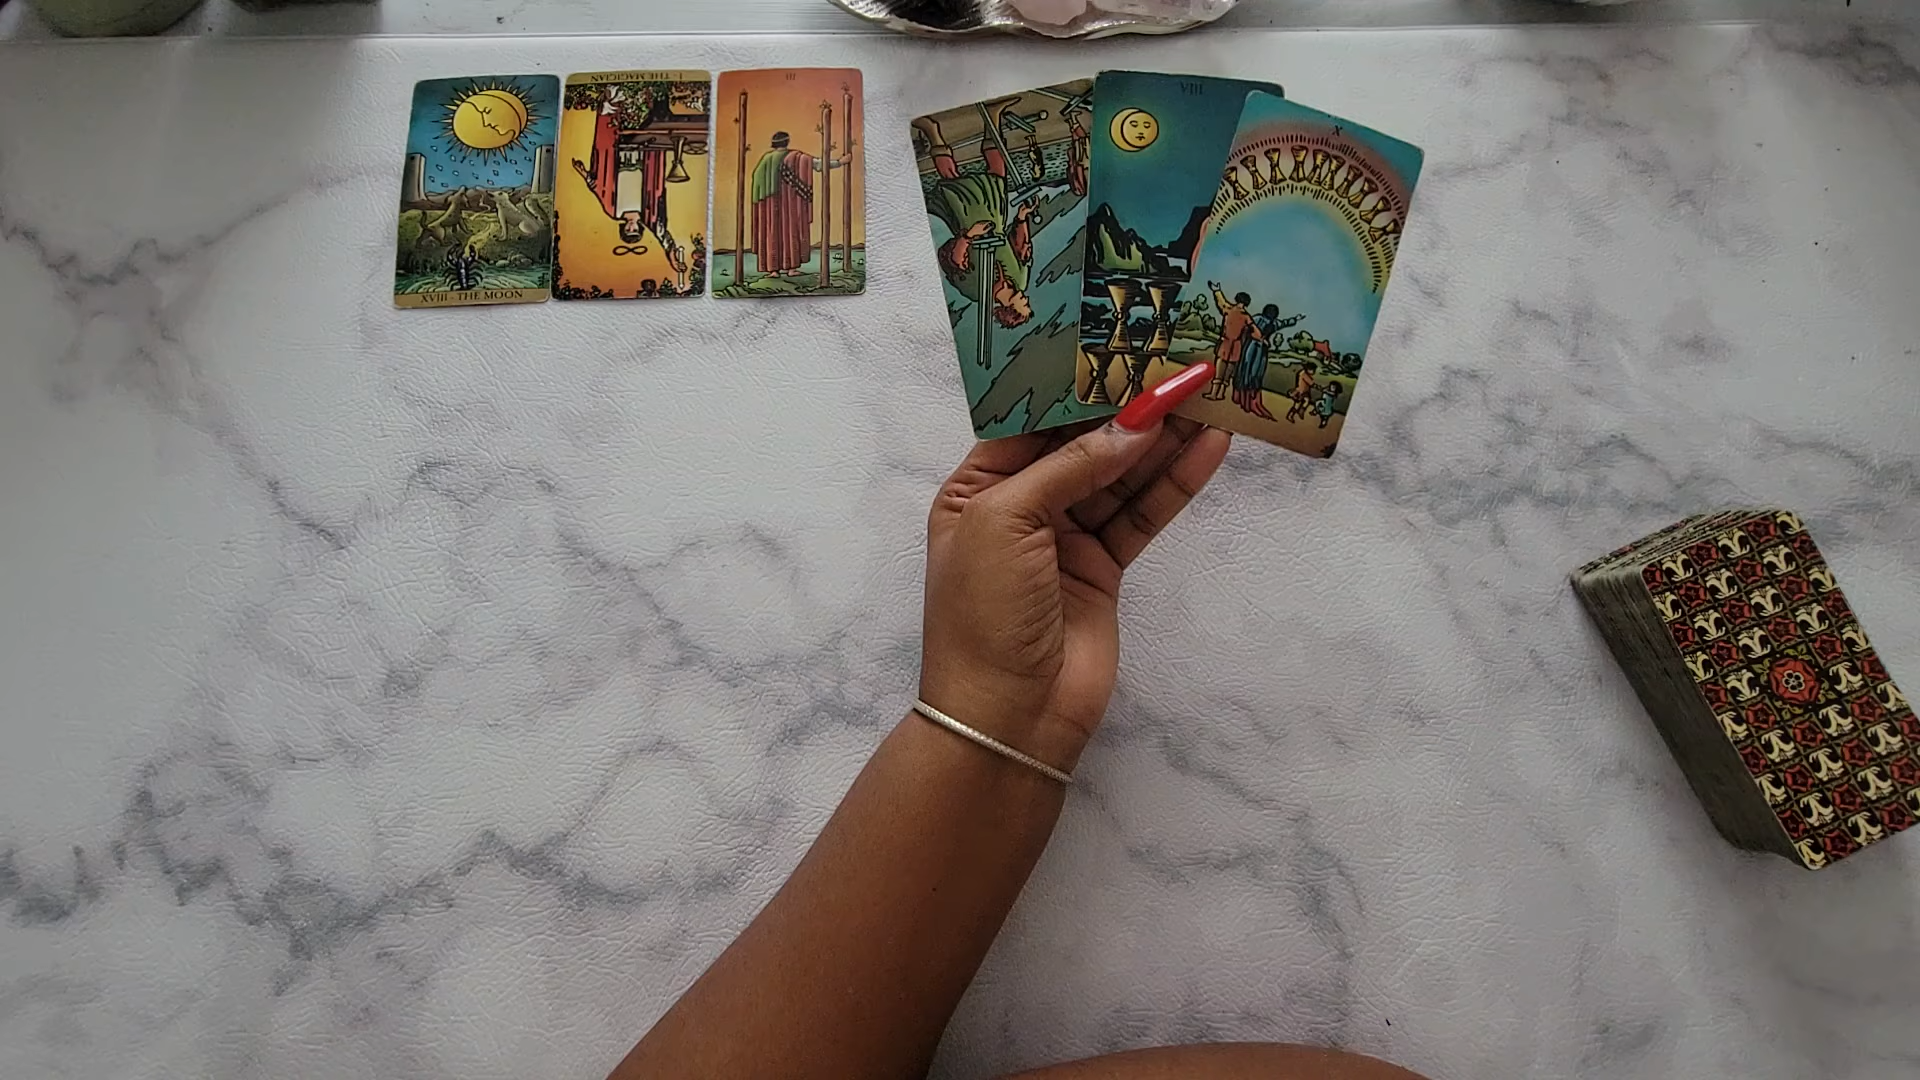 XVIII - THE MOON
I - THE MAGICIAN
III
V
VIII
X